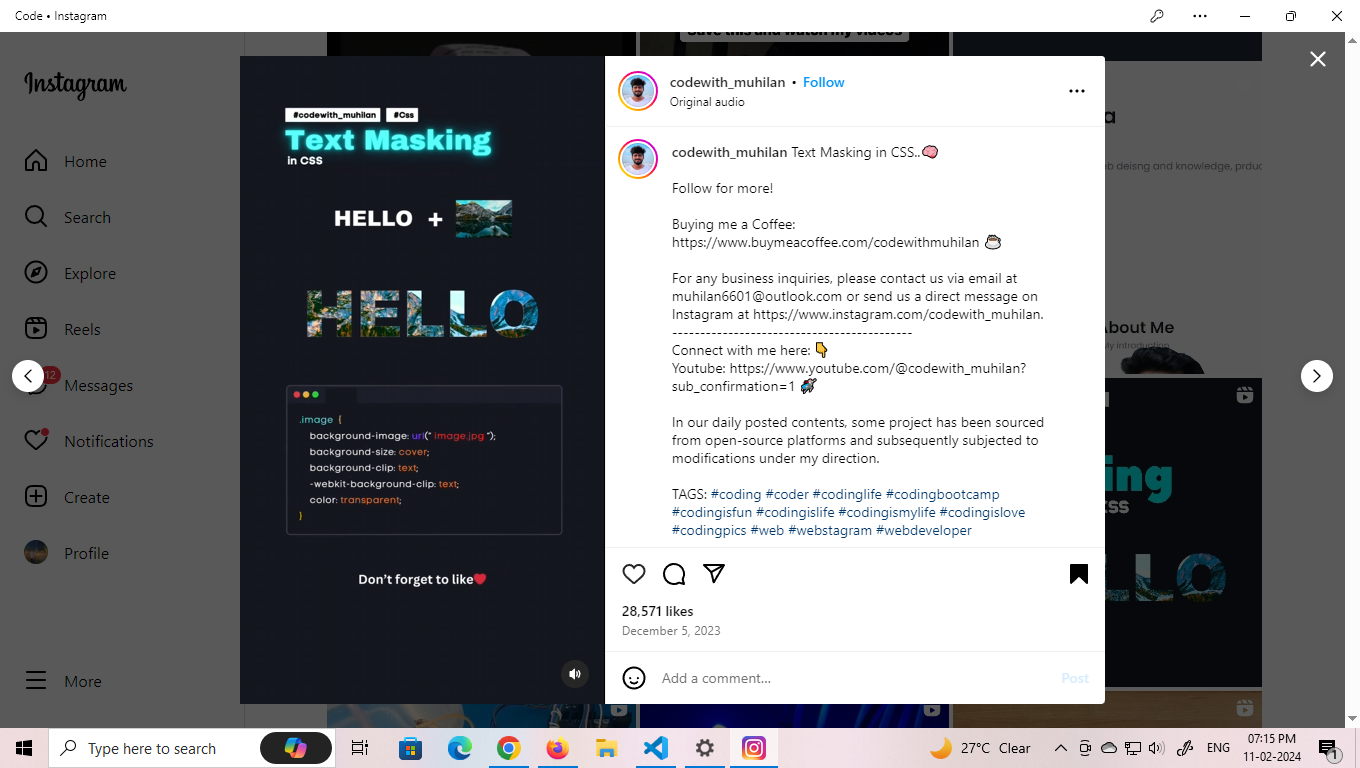 Code • Instagram
Save this and watch my videos
Instagram
Home
Search
Explore
Reels
12
Messages
Notifications
Create
Profile
More
#codewith_muhilan #Css
Text Masking
in CSS
HELLO +
HELLO
.image {
background-image: url(" image.jpg ");
background-size: cover;
background-clip: text;
-webkit-background-clip: text;
color: transparent;
}
Don't forget to like
codewith_muhilan • Follow
Original audio
codewith_muhilan Text Masking in CSS..🧠
Follow for more!
Buying me a Coffee:
https://www.buymeacoffee.com/codewithmuhilan ☕
For any business inquiries, please contact us via email at
muhilan6601@outlook.com or send us a direct message on
Instagram at https://www.instagram.com/codewith_muhilan.
-----------------------------------------
Connect with me here: 👇
Youtube: https://www.youtube.com/@codewith_muhilan?
sub_confirmation=1
In our daily posted contents, some project has been sourced
from open-source platforms and subsequently subjected to
modifications under my direction.
TAGS: #coding #coder #codinglife #codingbootcamp
#codingisfun #codingislife #codingismylife #codingislove
#codingpics #web #webstagram #webdeveloper
28,571 likes
December 5, 2023
Add a comment...
Post
a
b deisng and knowledge, prduc
About Me
My Introduction
ing
SS
LLO
Type here to search
27°C Clear
ENG
07:15 PM
11-02-2024
1